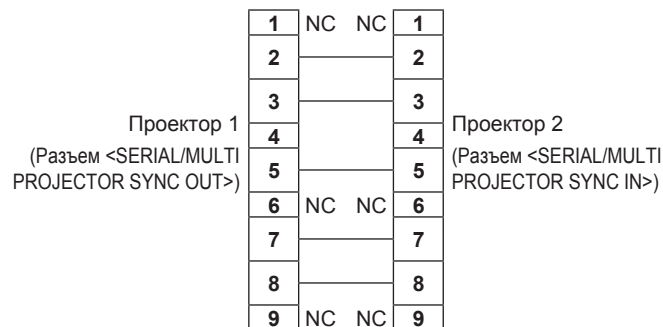 1 NC NC 1
2 2
3 3
Проектор 1
(Разъем <SERIAL/MULTI
PROJECTOR SYNC OUT>)
4 4
Проектор 2
(Разъем <SERIAL/MULTI
PROJECTOR SYNC IN>)
5 5
6 NC NC 6
7 7
8 8
9 NC NC 9